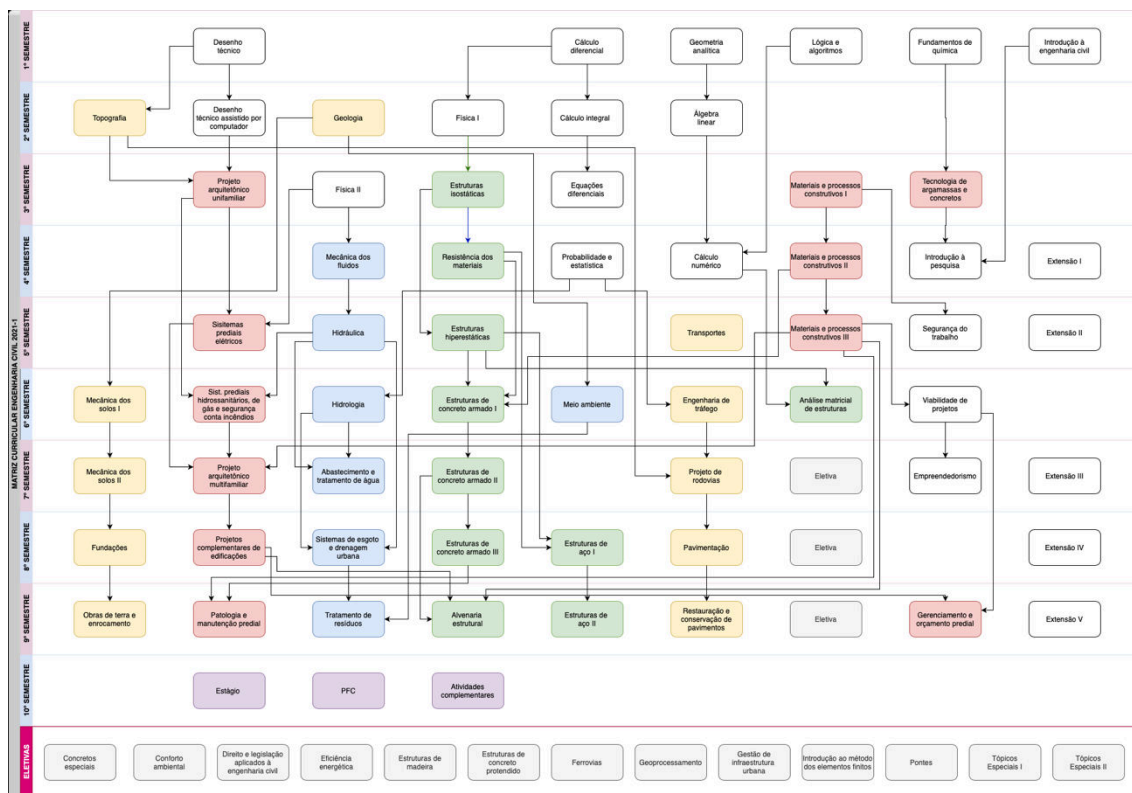 MATRIZ CURRICULAR ENGENHARIA CIVIL 2021-1
1º SEMESTRE
Desenho
técnico
Cálculo
diferencial
Geometria
analítica
Lógica e
algoritmos
Fundamentos de
química
Introdução à
engenharia civil
2º SEMESTRE
Topografia
Desenho
técnico assistido por
computador
Geologia
Física I
Cálculo integral
Álgebra
linear
3º SEMESTRE
Projeto
arquitetônico
unifamiliar
Física II
Estruturas
isostáticas
Equações
diferenciais
Materiais e processos
construtivos I
Tecnologia de
argamassas e
concretos
4º SEMESTRE
Mecânica dos
fluidos
Resistência dos
materiais
Probabilidade e
estatística
Cálculo
numérico
Materiais e processos
construtivos II
Introdução à
pesquisa
Extensão I
5º SEMESTRE
Sisitemas
prediais
elétricos
Hidráulica
Estruturas
hiperestáticas
Transportes
Materiais e processos
construtivos III
Segurança do
trabalho
Extensão II
6º SEMESTRE
Mecânica dos
solos I
Sist. prediais
hidrossanitários, de
gás e segurança
conta incêndios
Hidrologia
Estruturas de
concreto armado I
Meio ambiente
Engenharia de
tráfego
Análise matricial
de estruturas
Viabilidade de
projetos
7º SEMESTRE
Mecânica dos
solos II
Projeto
arquitetônico
multifamiliar
Abastecimento e
tratamento de água
Estruturas de
concreto armado II
Projeto de
rodovias
Eletiva
Empreendedorismo
Extensão III
8º SEMESTRE
Fundações
Projetos
complementares de
edificações
Sistemas de esgoto
e drenagem
urbana
Estruturas de
concreto armado III
Estruturas de
aço I
Pavimentação
Eletiva
Extensão IV
9º SEMESTRE
Obras de terra e
enrocamento
Patologia e
manutenção predial
Tratamento de
resíduos
Alvenaria
estrutural
Estruturas de
aço II
Restauração e
conservação de
pavimentos
Eletiva
Gerenciamento e
orçamento predial
Extensão V
10º SEMESTRE
Estágio
PFC
Atividades
complementares
ELETIVAS
Concretos
especiais
Conforto
ambiental
Direito e legislação
aplicados à
engenharia civil
Eficiência
energética
Estruturas de
madeira
Estruturas de
concreto
protendido
Ferrovias
Geoprocessamento
Gestão de
infraestrutura
urbana
Introdução ao método
dos elementos finitos
Pontes
Tópicos
Especiais I
Tópicos
Especiais II